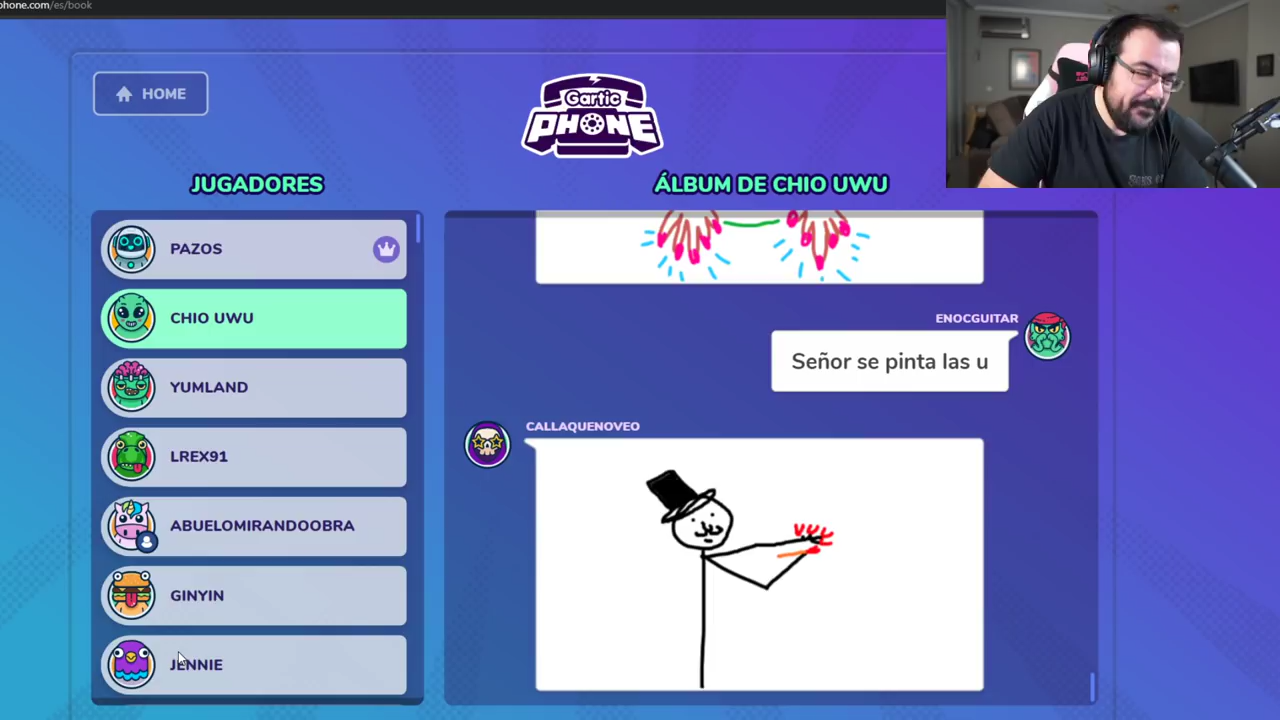 phone.com/es/book
HOME
Gartic
PHONE
JUGADORES
ÁLBUM DE CHIO UWU
PAZOS
CHIO UWU
YUMLAND
LREX91
ABUELOMIRANDOOBRA
GINYIN
JENNIE
ENOCGUITAR
Señor se pinta las u
CALLAQUENOVEO